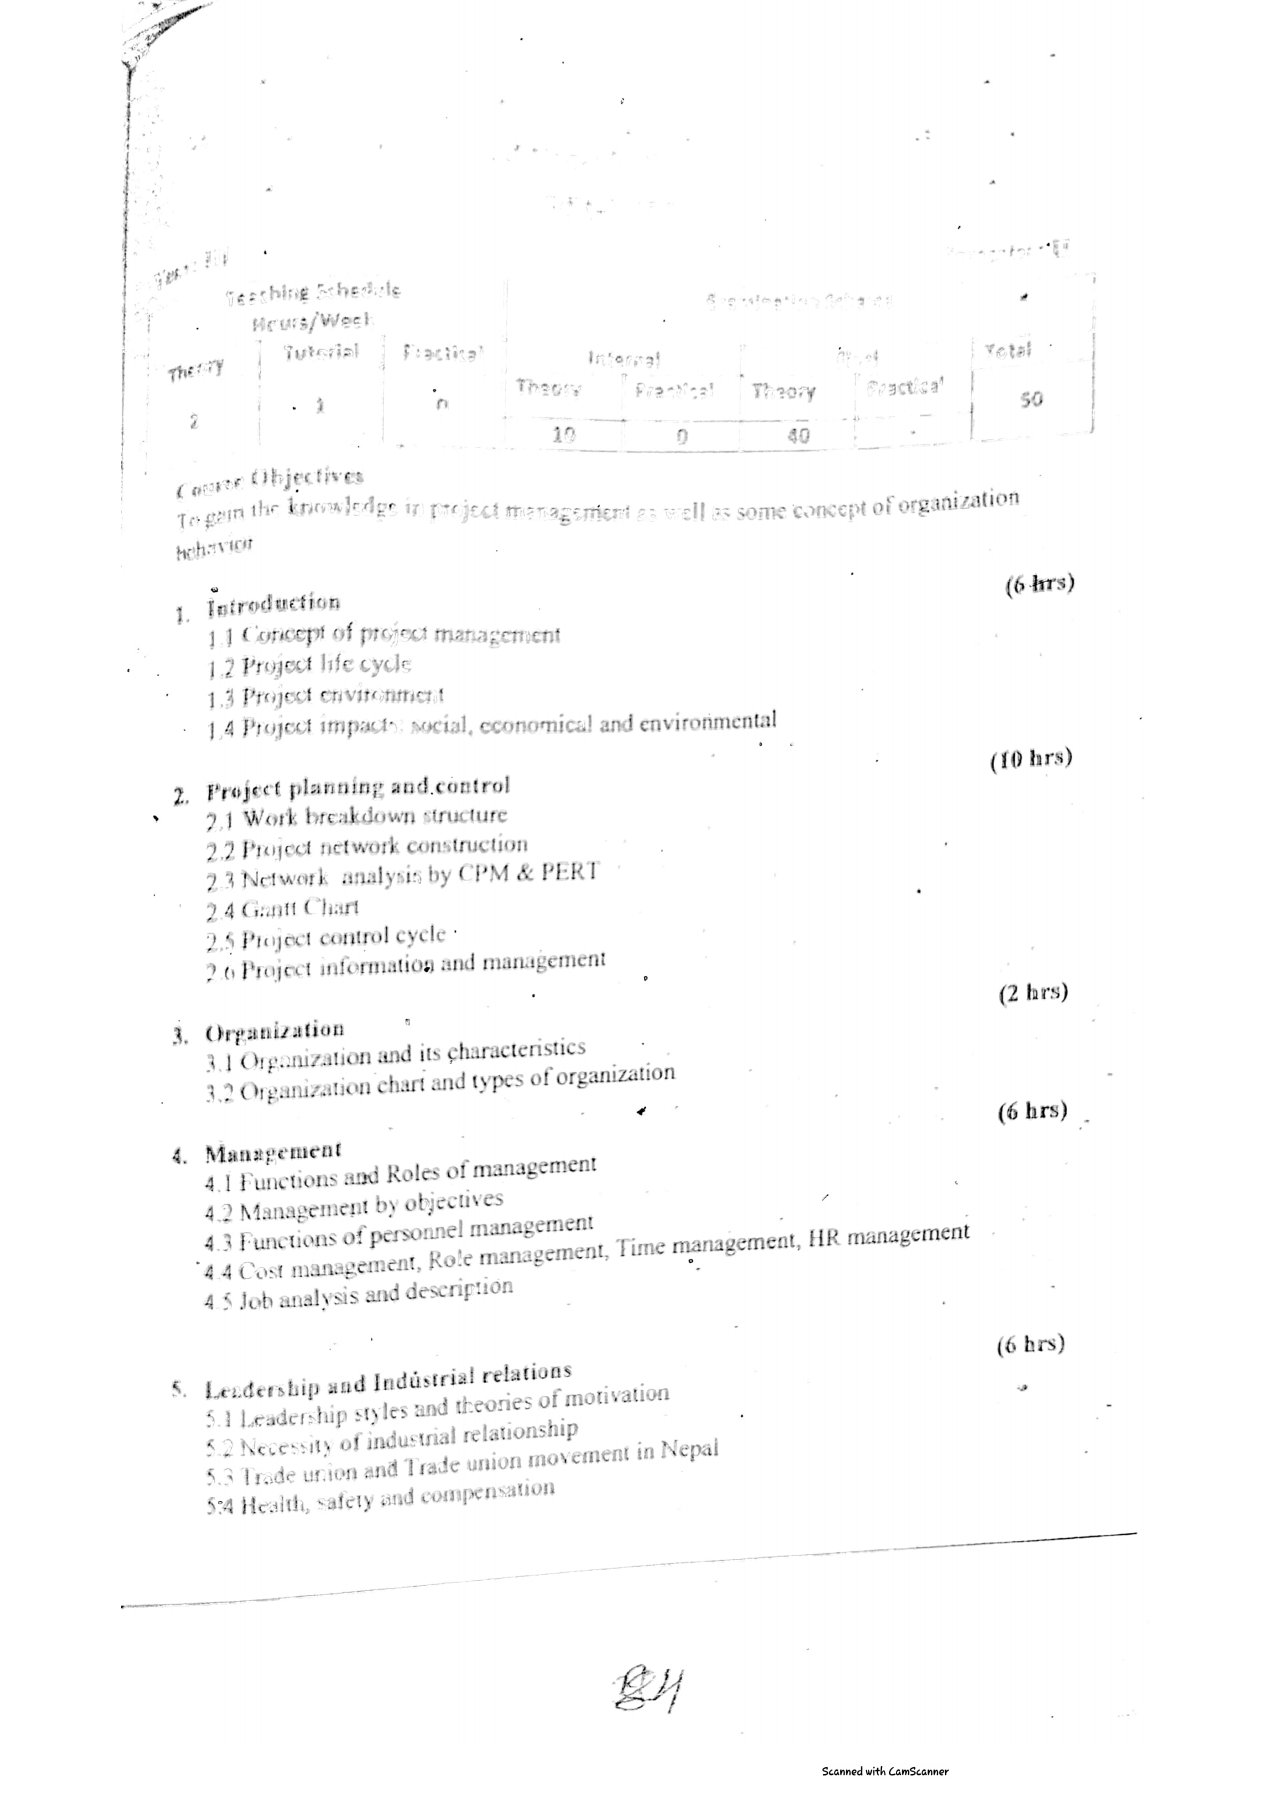 Teaching Schedule
Hours/Week
Examination Scheme
Theory
Tutorial
Practical
Internal
Final
Total
Theory
Practical
Theory
Practical
2
1
0
10
0
40
-
50
Course Objectives
To gain the knowledge in project management as well as some concept of organization
behavior
1. Introduction (6 hrs)
1.1 Concept of project management
1.2 Project life cycle
1.3 Project environment
1.4 Project impacts: social, economical and environmental
2. Project planning and control (10 hrs)
2.1 Work breakdown structure
2.2 Project network construction
2.3 Network analysis by CPM & PERT
2.4 Gantt Chart
2.5 Project control cycle
2.6 Project information and management
3. Organization (2 hrs)
3.1 Organization and its characteristics
3.2 Organization chart and types of organization
4. Management (6 hrs)
4.1 Functions and Roles of management
4.2 Management by objectives
4.3 Functions of personnel management
4.4 Cost management, Role management, Time management, HR management
4.5 Job analysis and description
5. Leadership and Industrial relations (6 hrs)
5.1 Leadership styles and theories of motivation
5.2 Necessity of industrial relationship
5.3 Trade union and Trade union movement in Nepal
5.4 Health, safety and compensation
84
Scanned with CamScanner